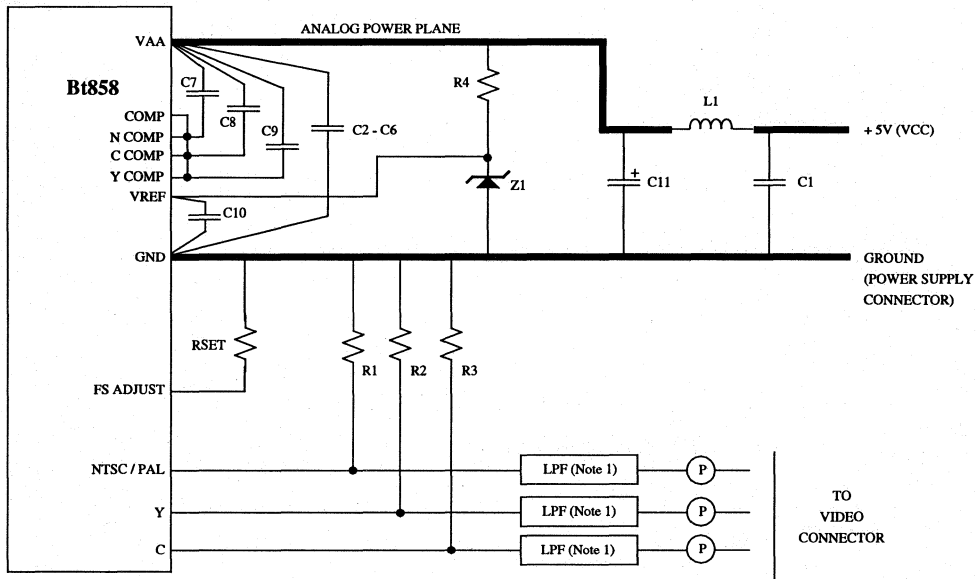 ANALOG POWER PLANE
VAA
Bt858
C7
C8
C9
C2 - C6
R4
L1
+ 5V (VCC)
COMP
N COMP
C COMP
Y COMP
VREF
C10
Z1
+
C11
C1
GND
GROUND
(POWER SUPPLY
CONNECTOR)
RSET
R1
R2
R3
FS ADJUST
NTSC / PAL
LPF (Note 1)
P
Y
LPF (Note 1)
P
C
LPF (Note 1)
P
TO
VIDEO
CONNECTOR